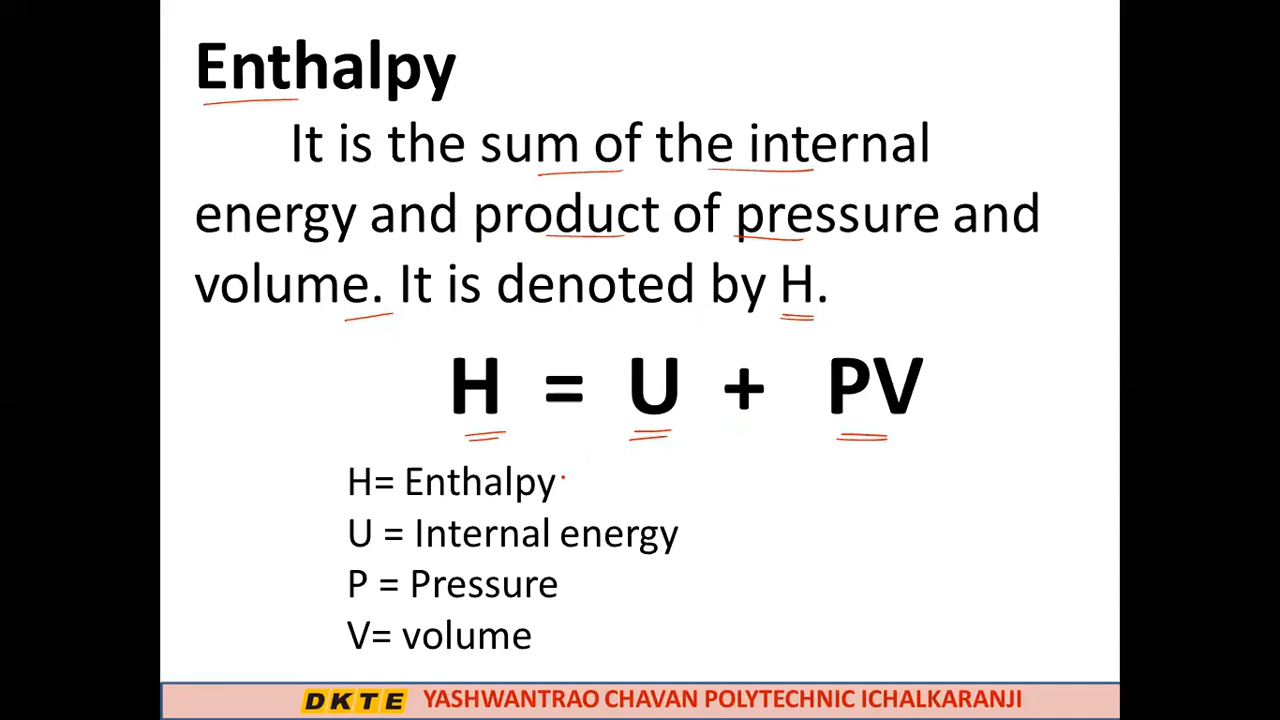 Enthalpy
It is the sum of the internal
energy and product of pressure and
volume. It is denoted by H.
H = U + PV
H= Enthalpy
U = Internal energy
P = Pressure
V= volume
DKTE YASHWANTRAO CHAVAN POLYTECHNIC ICHALKARANJI